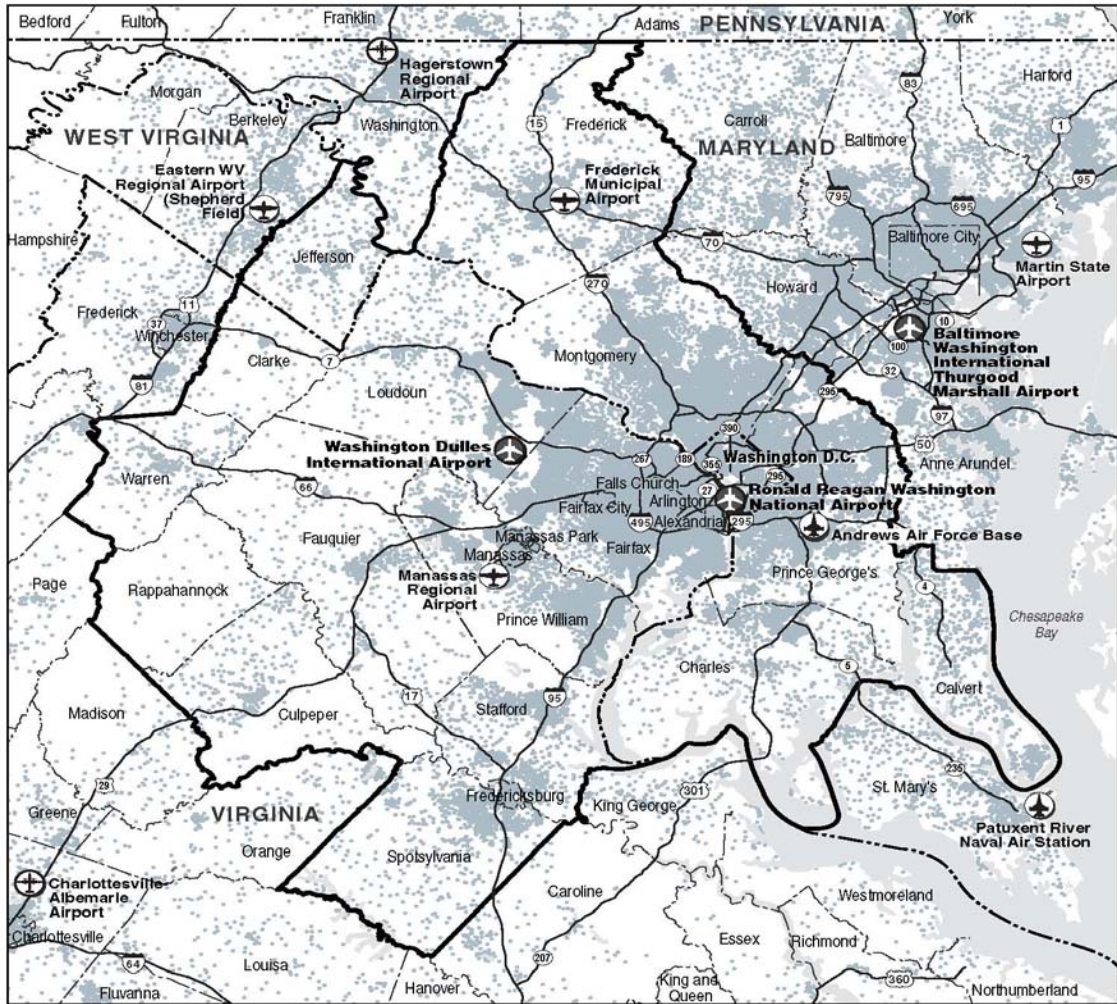 Bedford
Fulton
Franklin
Adams
PENNSYLVANIA
York
Hagerstown
Regional
Airport
Morgan
Berkeley
Washington
15
Frederick
Carroll
83
Harford
Baltimore
1
WEST VIRGINIA
MARYLAND
Eastern WV
Regional Airport
(Shepherd
Field)
Frederick
Municipal
Airport
795
695
95
Hampshire
Jefferson
70
Baltimore City
Martin State
Airport
270
Howard
Frederick
11
37
Winchester
10
Baltimore
Washington
International
Thurgood
Marshall Airport
100
Clarke
7
Montgomery
32
81
Loudoun
295
97
390
50
Washington Dulles
International Airport
267
189
355
Washington D.C.
Anne Arundel
Warren
66
Falls Church
295
27
Arlington
Ronald Reagan Washington
National Airport
Fairfax City
495
Alexandria
295
Andrews Air Force Base
Fauquier
Manassas Park
Manassas
Fairfax
Page
Rappahannock
Manassas
Regional
Airport
Prince George's
4
Prince William
Chesapeake
Bay
Charles
5
Calvert
Madison
17
95
Culpeper
Stafford
29
235
Greene
VIRGINIA
Fredericksburg
King George
301
St. Mary's
Patuxent River
Naval Air Station
Orange
Spotsylvania
Charlottesville-
Albemarle
Airport
Caroline
Westmoreland
Charlottesville
Essex
Richmond
64
Louisa
207
King and
Queen
360
Fluvanna
Hanover
Northumberland